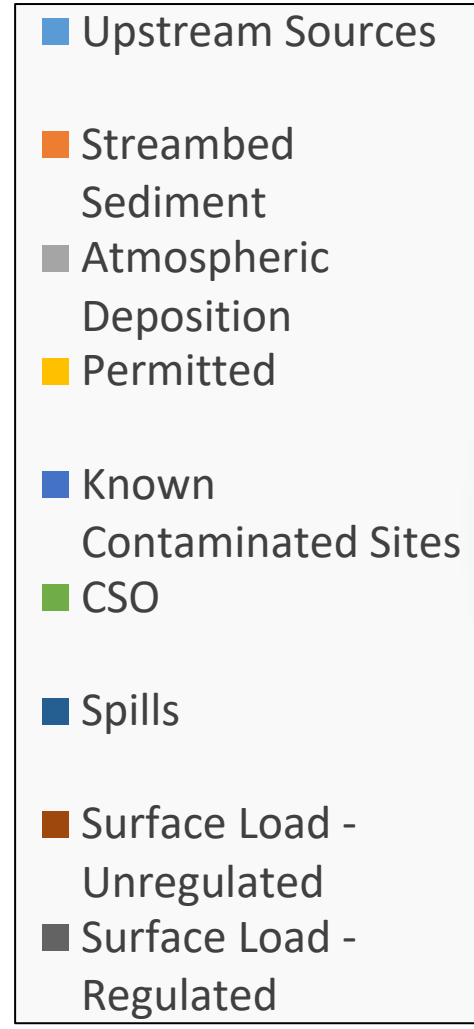 Upstream Sources
Streambed
Sediment
Atmospheric
Deposition
Permitted
Known
Contaminated Sites
CSO
Spills
Surface Load -
Unregulated
Surface Load -
Regulated